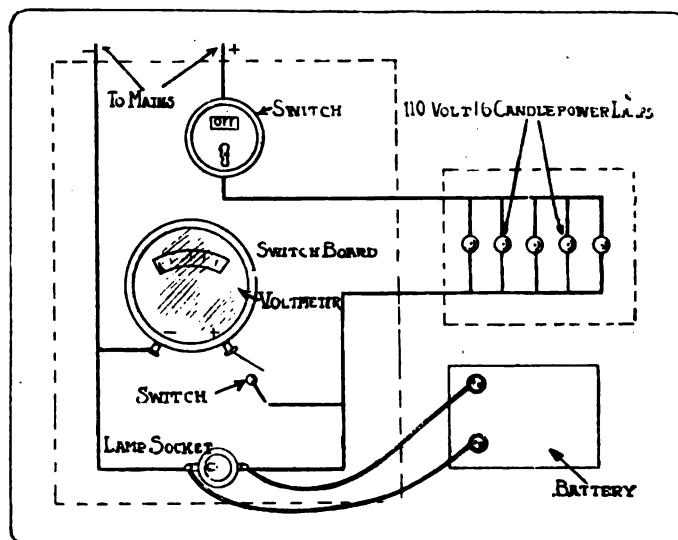 − +
To Mains
Switch
OFF
110 Volt 16 Candlepower
Switch Board
Voltmeter
− +
Switch
Lamp Socket
Battery